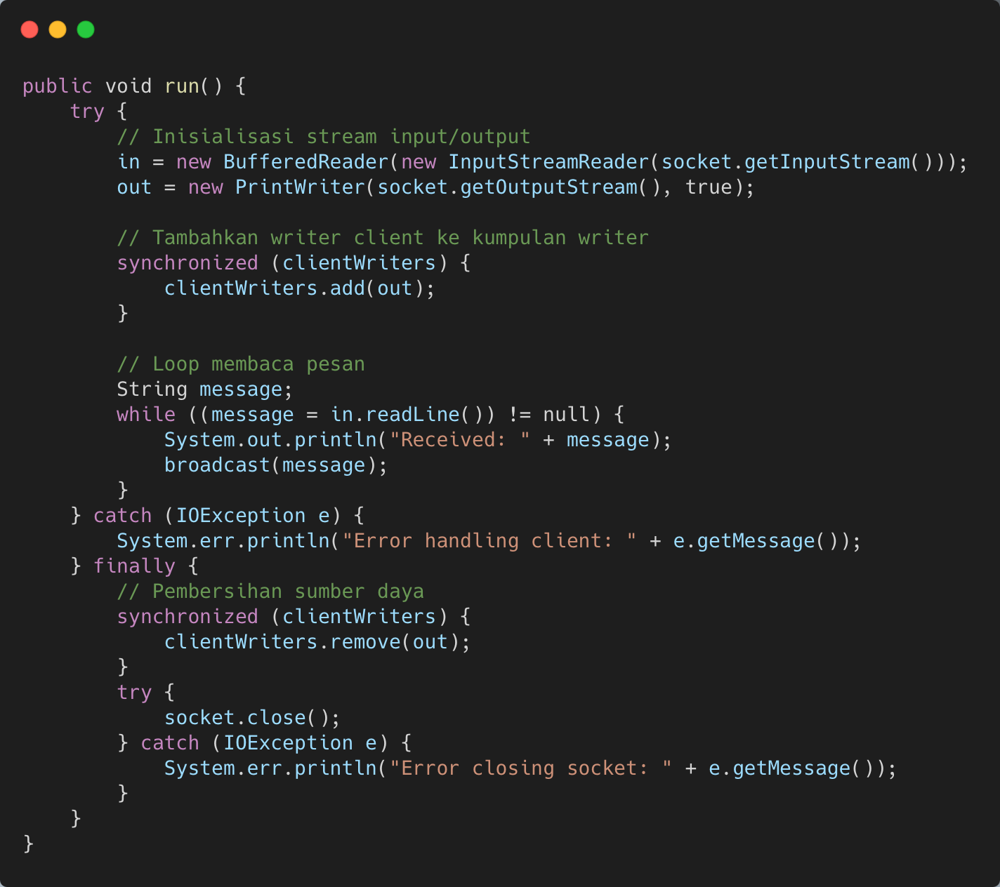 public void run() {
    try {
        // Inisialisasi stream input/output
        in = new BufferedReader(new InputStreamReader(socket.getInputStream()));
        out = new PrintWriter(socket.getOutputStream(), true);

        // Tambahkan writer client ke kumpulan writer
        synchronized (clientWriters) {
            clientWriters.add(out);
        }

        // Loop membaca pesan
        String message;
        while ((message = in.readLine()) != null) {
            System.out.println("Received: " + message);
            broadcast(message);
        }
    } catch (IOException e) {
        System.err.println("Error handling client: " + e.getMessage());
    } finally {
        // Pembersihan sumber daya
        synchronized (clientWriters) {
            clientWriters.remove(out);
        }
        try {
            socket.close();
        } catch (IOException e) {
            System.err.println("Error closing socket: " + e.getMessage());
        }
    }
}